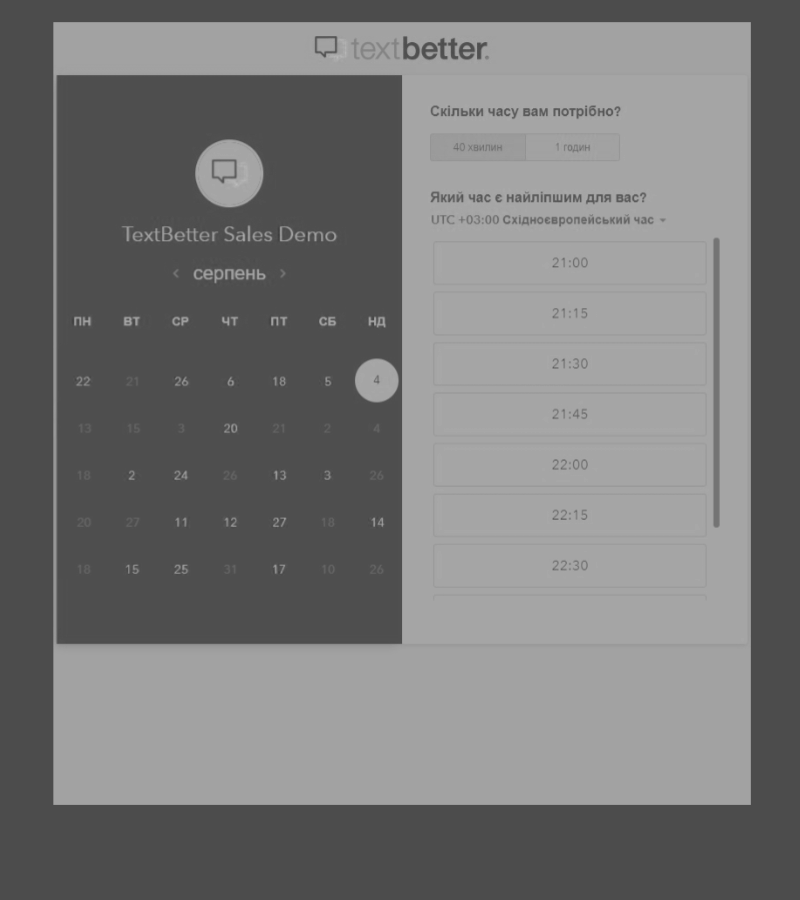 textbetter.
TextBetter Sales Demo
серпень
ПН ВТ СР ЧТ ПТ СБ НД
22 21 26 6 18 5 4
13 15 3 20 21 2 4
18 2 24 26 13 3 26
20 27 11 12 27 18 14
18 15 25 31 17 10 26
Скільки часу вам потрібно?
40 хвилин 1 годин
Який час є найліпшим для вас?
UTC +03:00 Східноєвропейський час
21:00
21:15
21:30
21:45
22:00
22:15
22:30